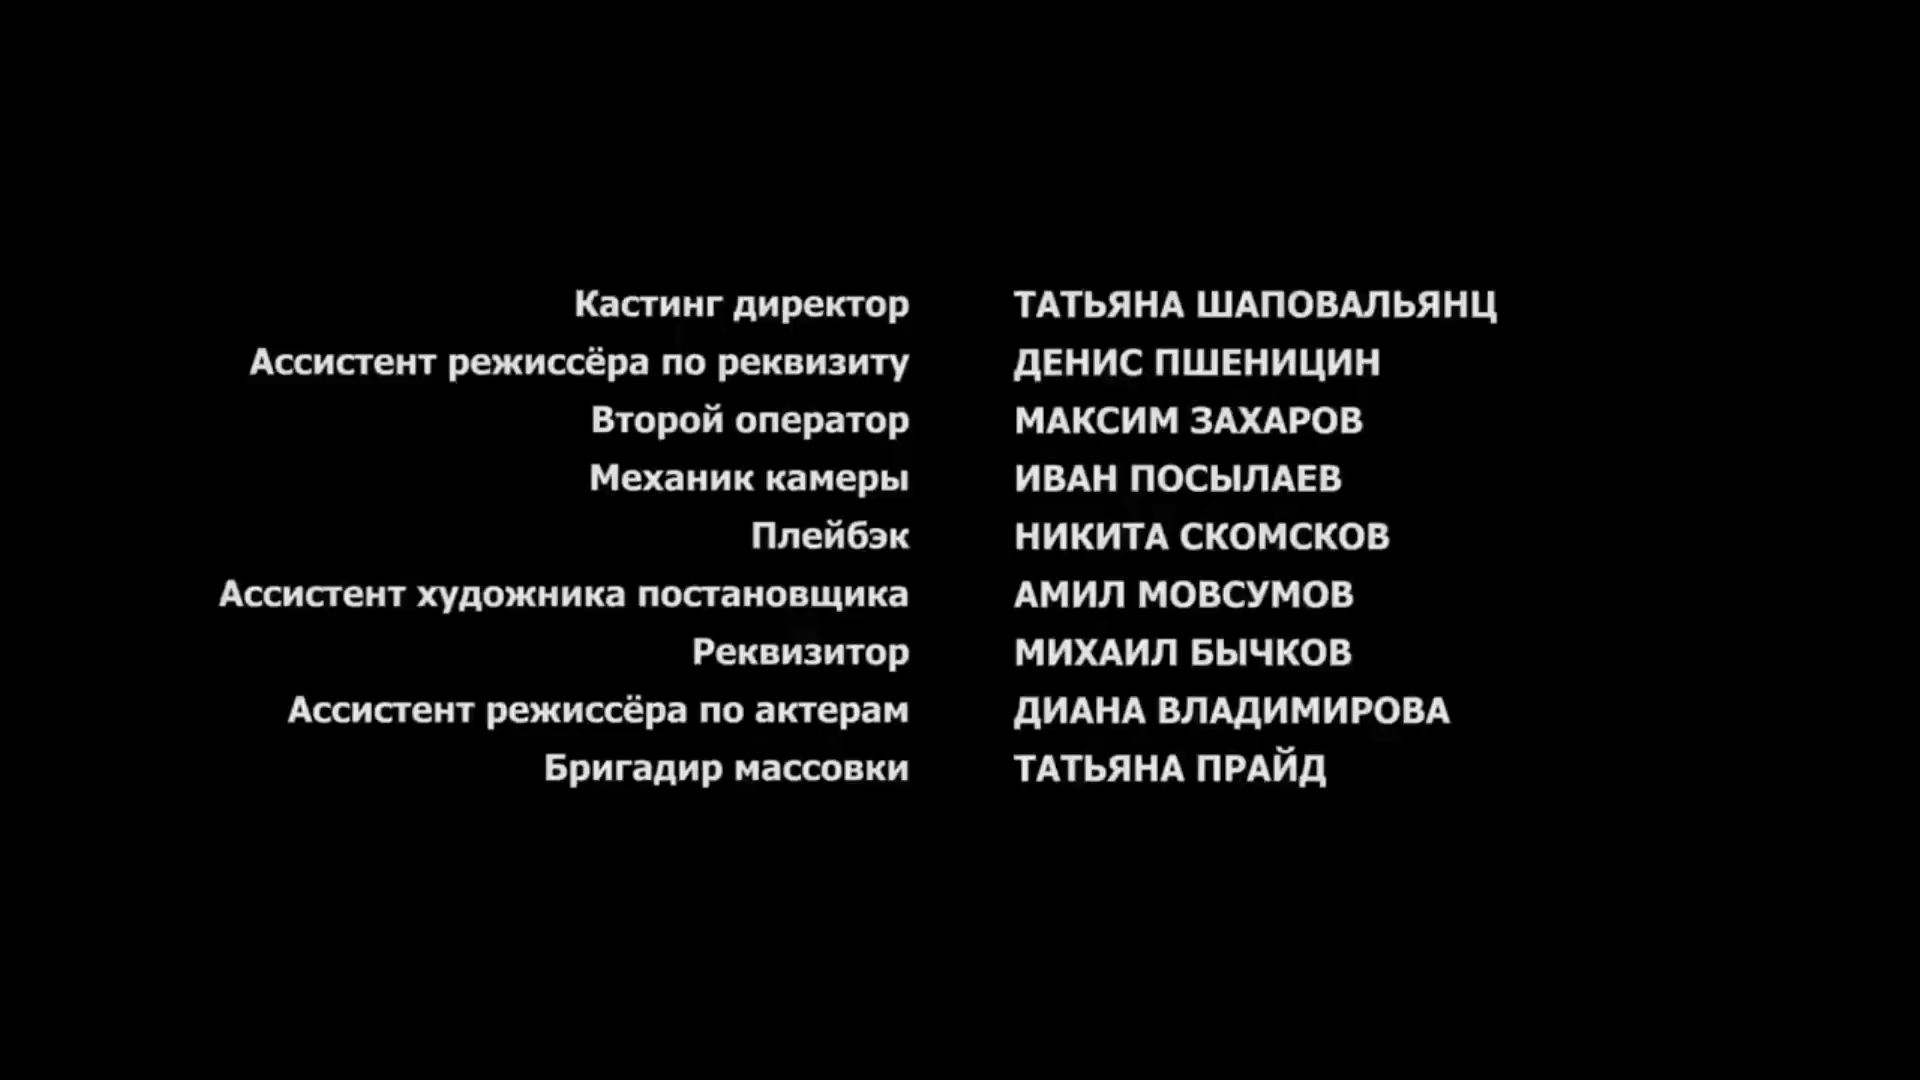 Кастинг директор ТАТЬЯНА ШАПОВАЛЬЯНЦ
Ассистент режиссёра по реквизиту ДЕНИС ПШЕНИЦИН
Второй оператор МАКСИМ ЗАХАРОВ
Механик камеры ИВАН ПОСЫЛАЕВ
Плейбэк НИКИТА СКОМСКОВ
Ассистент художника постановщика АМИЛ МОВСУМОВ
Реквизитор МИХАИЛ БЫЧКОВ
Ассистент режиссёра по актерам ДИАНА ВЛАДИМИРОВА
Бригадир массовки ТАТЬЯНА ПРАЙД